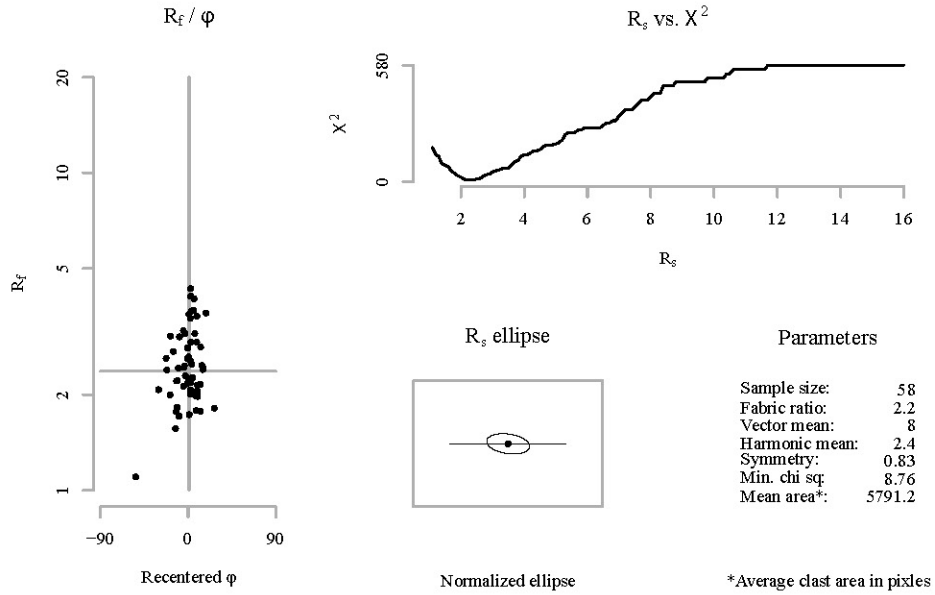 Rf / φ
20
10
5
2
1
Rf
−90 0 90
Recentered φ
Rs vs. X²
580
0
X²
2 4 6 8 10 12 14 16
Rs
Rs ellipse
Normalized ellipse
Parameters
Sample size: 58
Fabric ratio: 2.2
Vector mean: 8
Harmonic mean: 2.4
Symmetry: 0.83
Min. chi sq: 8.76
Mean area*: 5791.2
*Average clast area in pixles